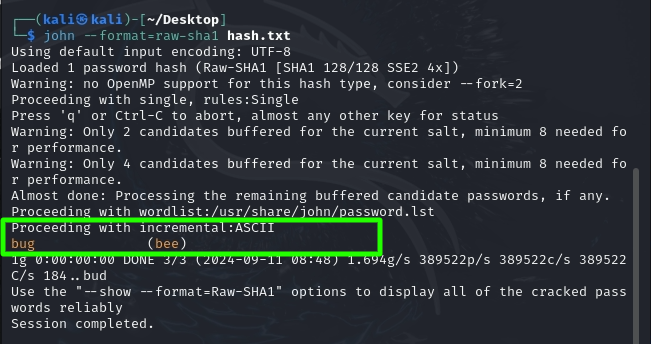 ┌──(kali㉿kali)-[~/Desktop]
└─$ john --format=raw-sha1 hash.txt
Using default input encoding: UTF-8
Loaded 1 password hash (Raw-SHA1 [SHA1 128/128 SSE2 4x])
Warning: no OpenMP support for this hash type, consider --fork=2
Proceeding with single, rules:Single
Press 'q' or Ctrl-C to abort, almost any other key for status
Warning: Only 2 candidates buffered for the current salt, minimum 8 needed fo
r performance.
Warning: Only 4 candidates buffered for the current salt, minimum 8 needed fo
r performance.
Almost done: Processing the remaining buffered candidate passwords, if any.
Proceeding with wordlist:/usr/share/john/password.lst
Proceeding with incremental:ASCII
bug (bee)
1g 0:00:00:00 DONE 3/3 (2024-09-11 08:48) 1.694g/s 389522p/s 389522c/s 389522
C/s 184..bud
Use the "--show --format=Raw-SHA1" options to display all of the cracked pass
words reliably
Session completed.